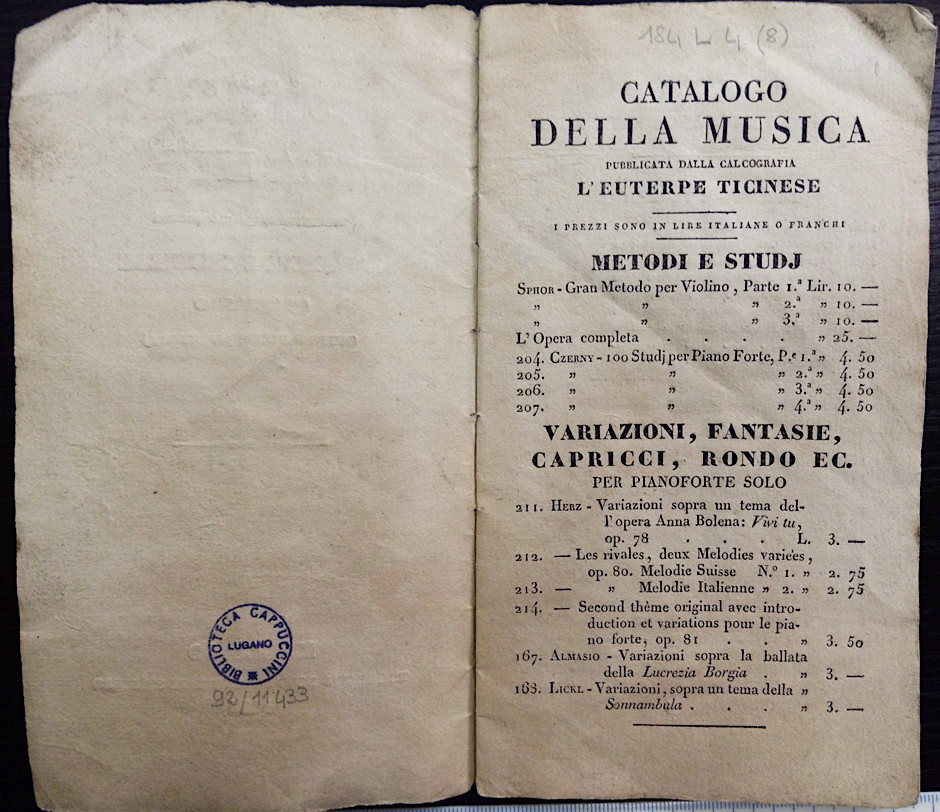 BIBLIOTECA CAPPUCCINI
LUGANO
92/11433
184 L 4 (8)
CATALOGO
DELLA MUSICA
PUBBLICATA DALLA CALCOGRAFIA
L'EUTERPE TICINESE
I PREZZI SONO IN LIRE ITALIANE O FRANCHI
METODI E STUDJ
SPHOR - Gran Metodo per Violino, Parte 1.ª Lir. 10. —
„ „ „ 2.ª „ 10. —
„ „ „ 3.ª „ 10. —
L'Opera completa . . . . „ 25. —
204. CZERNY - 100 Studj per Piano Forte, P.e 1.ª „ 4. 50
205. „ „ „ 2.ª „ 4. 50
206. „ „ „ 3.ª „ 4. 50
207. „ „ „ 4.ª „ 4. 50
VARIAZIONI, FANTASIE,
CAPRICCI, RONDO EC.
PER PIANOFORTE SOLO
211. HERZ - Variazioni sopra un tema del-
l'opera Anna Bolena: Vivi tu,
op. 78 . . . L. 3. —
212. — Les rivales, deux Melodies variées,
op. 80. Melodie Suisse N.º 1. „ 2. 75
213. — „ Melodie Italienne „ 2. „ 2. 75
214. — Second thème original avec intro-
duction et variations pour le pia-
no forte, op. 81 . . „ 3. 50
167. ALMASIO - Variazioni sopra la ballata
della Lucrezia Borgia . „ 3. —
168. LICKL - Variazioni, sopra un tema della „
Sonnambula . . . „ 3. —